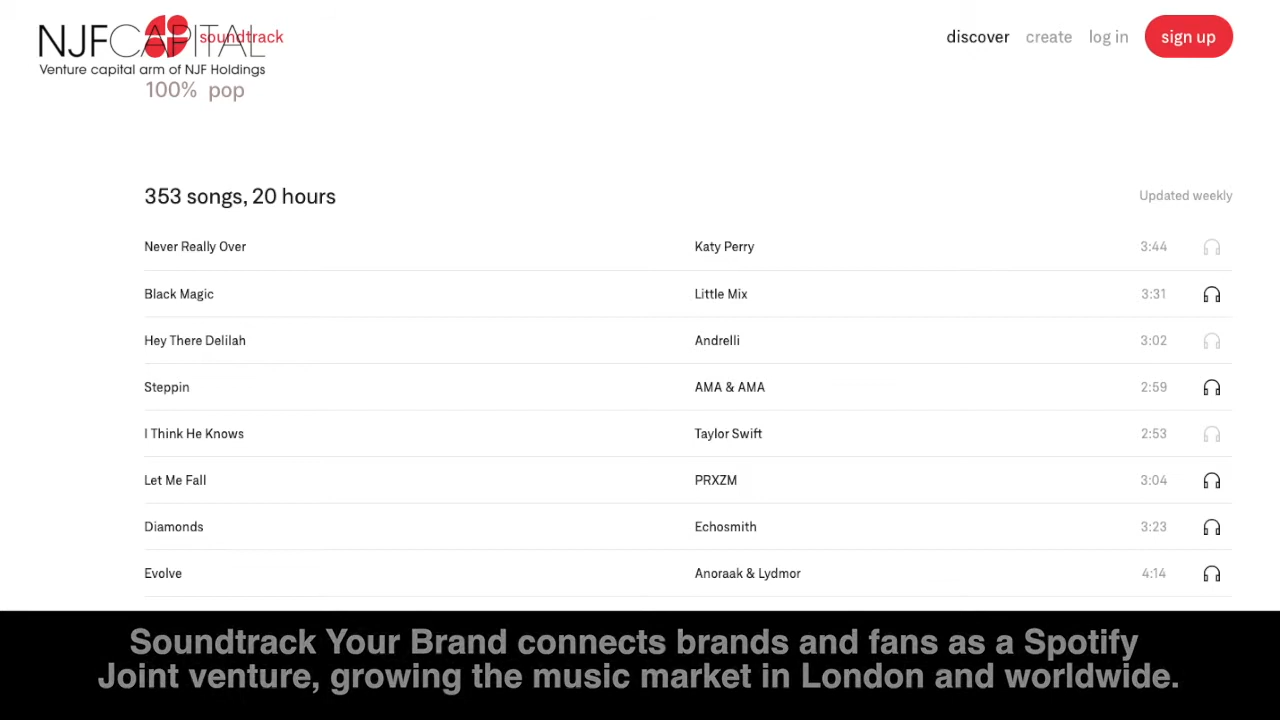 NJFCAPITAL
soundtrack
discover create log in sign up
Venture capital arm of NJF Holdings
100% pop
353 songs, 20 hours Updated weekly
Never Really Over Katy Perry 3:44
Black Magic Little Mix 3:31
Hey There Delilah Andrelli 3:02
Steppin AMA & AMA 2:59
I Think He Knows Taylor Swift 2:53
Let Me Fall PRXZM 3:04
Diamonds Echosmith 3:23
Evolve Anoraak & Lydmor 4:14
Soundtrack Your Brand connects brands and fans as a Spotify
Joint venture, growing the music market in London and worldwide.